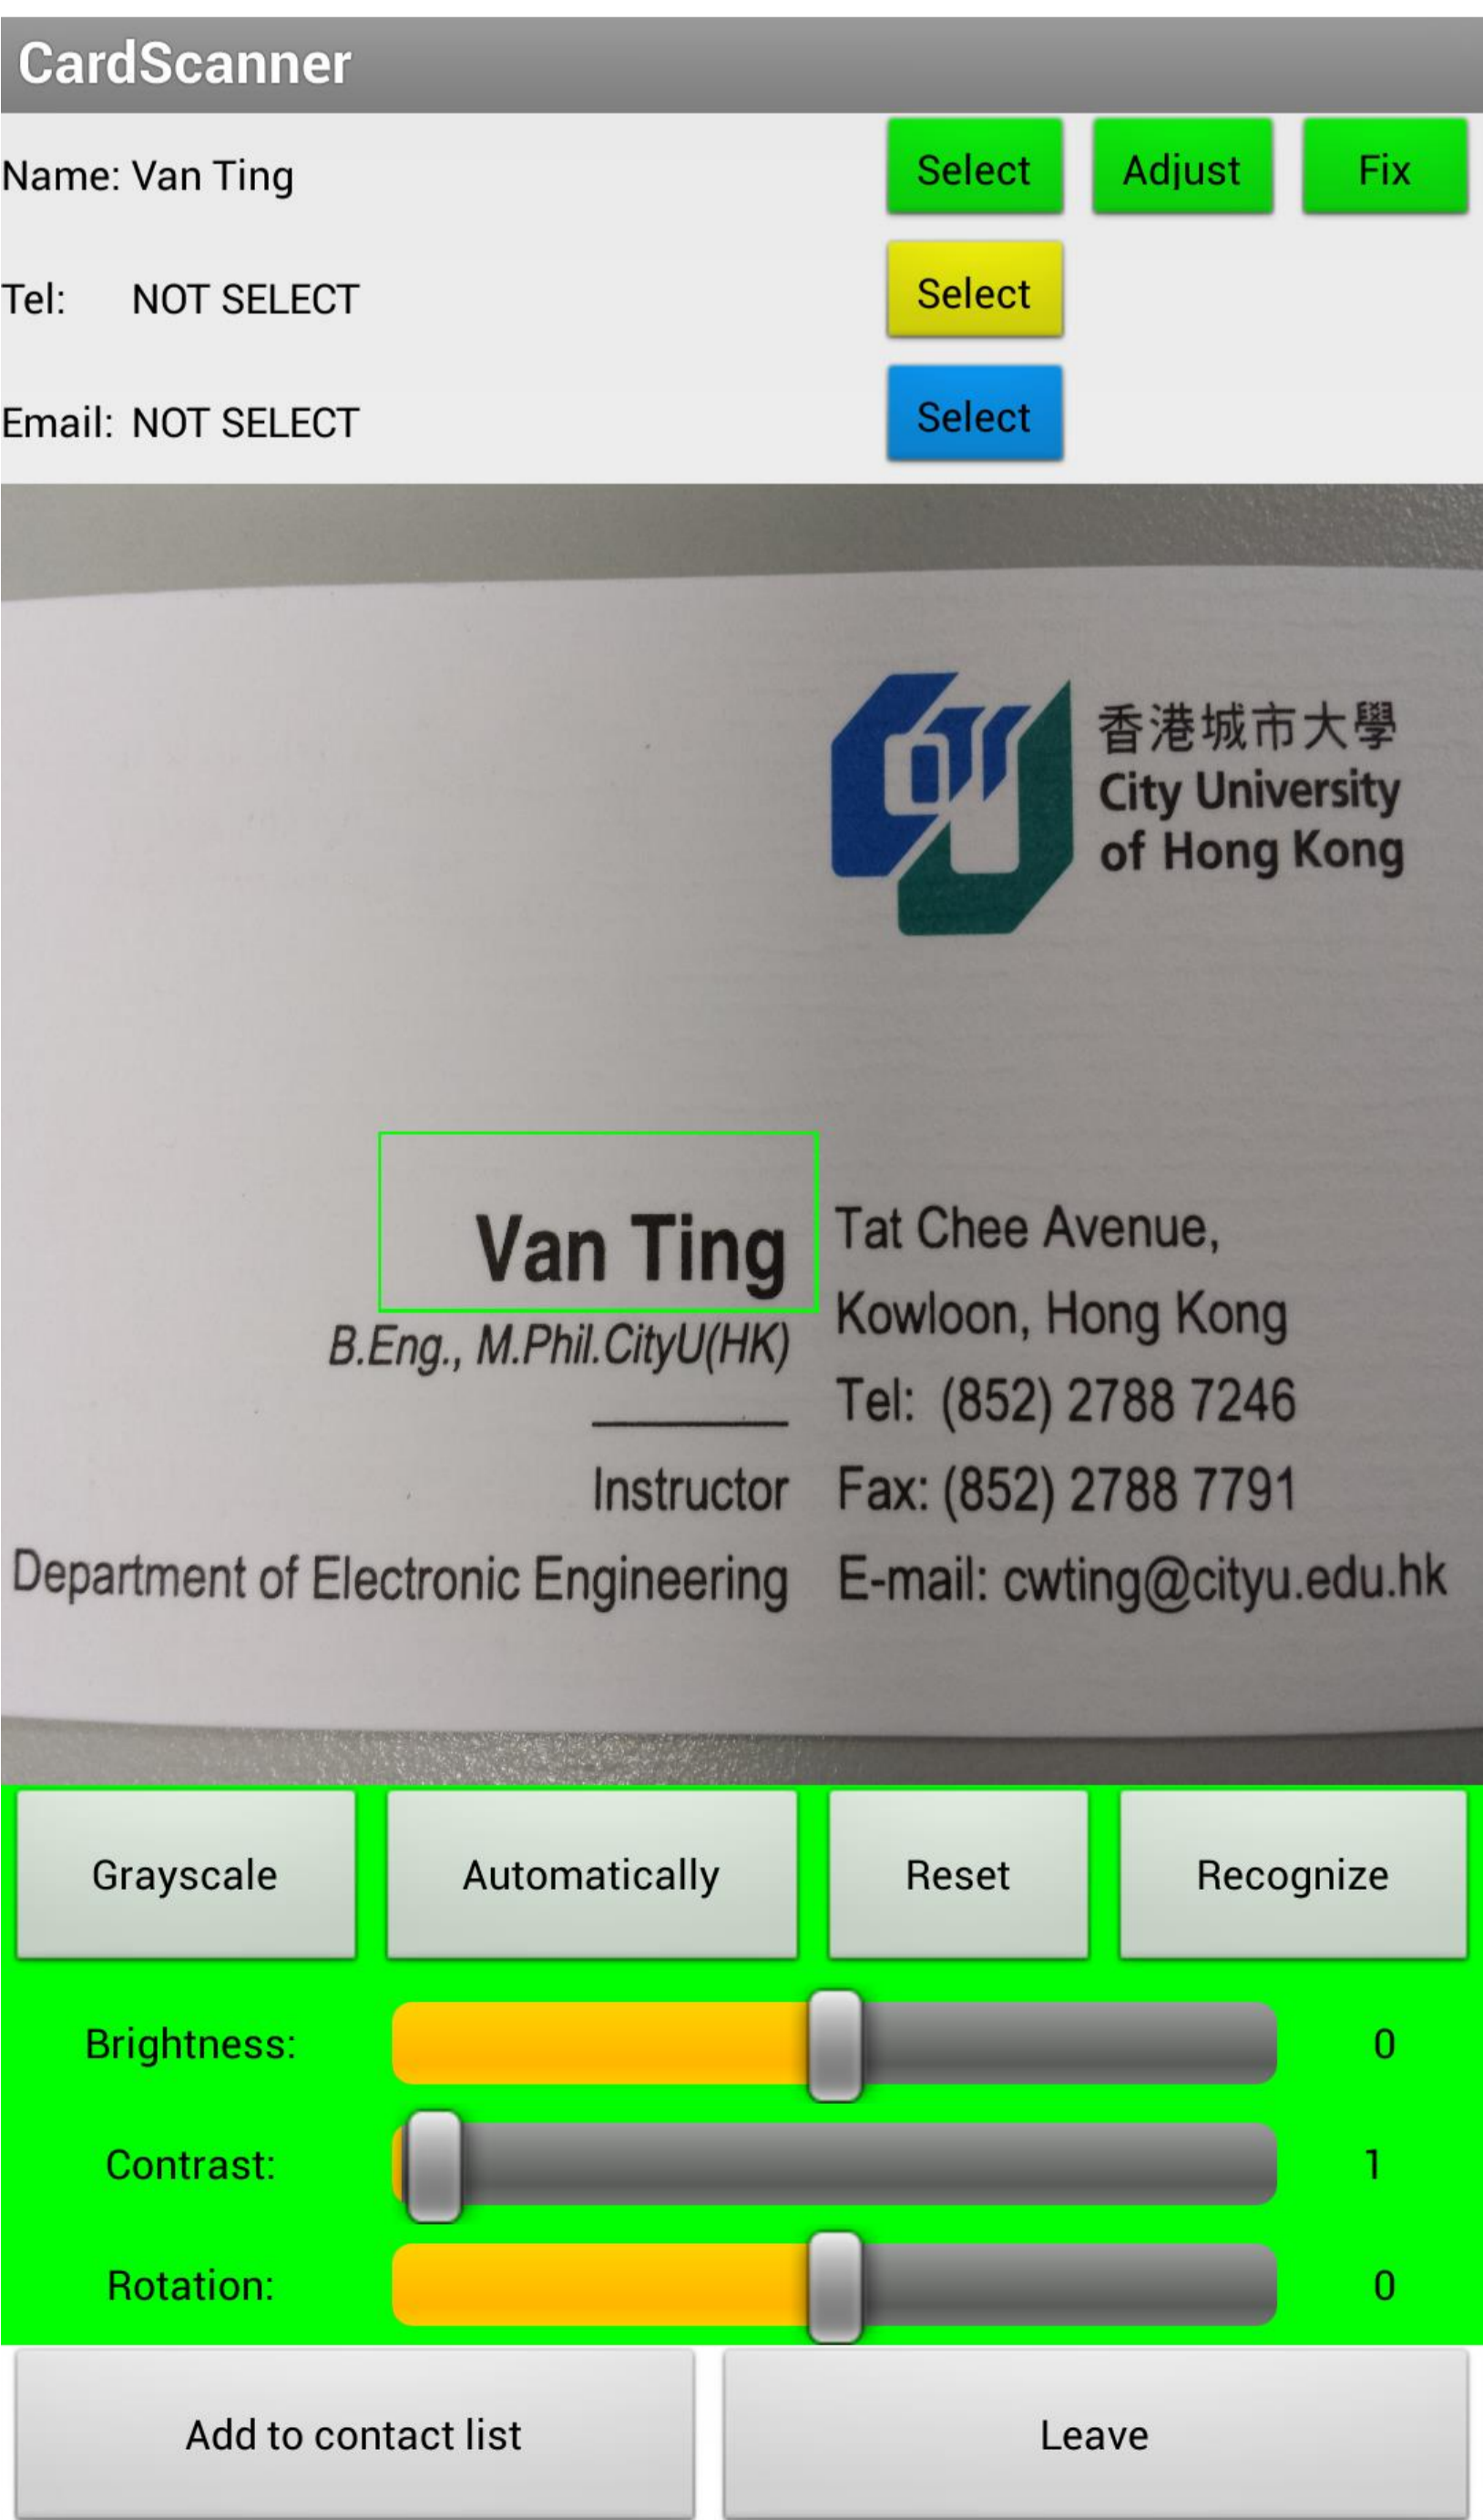 CardScanner
Name: Van Ting
Select
Adjust
Fix
Tel: NOT SELECT
Select
Email: NOT SELECT
Select
香港城市大學
City University
of Hong Kong
Van Ting
B.Eng., M.Phil.CityU(HK)
Instructor
Department of Electronic Engineering
Tat Chee Avenue,
Kowloon, Hong Kong
Tel: (852) 2788 7246
Fax: (852) 2788 7791
E-mail: cwting@cityu.edu.hk
Grayscale
Automatically
Reset
Recognize
Brightness: 0
Contrast: 1
Rotation: 0
Add to contact list
Leave